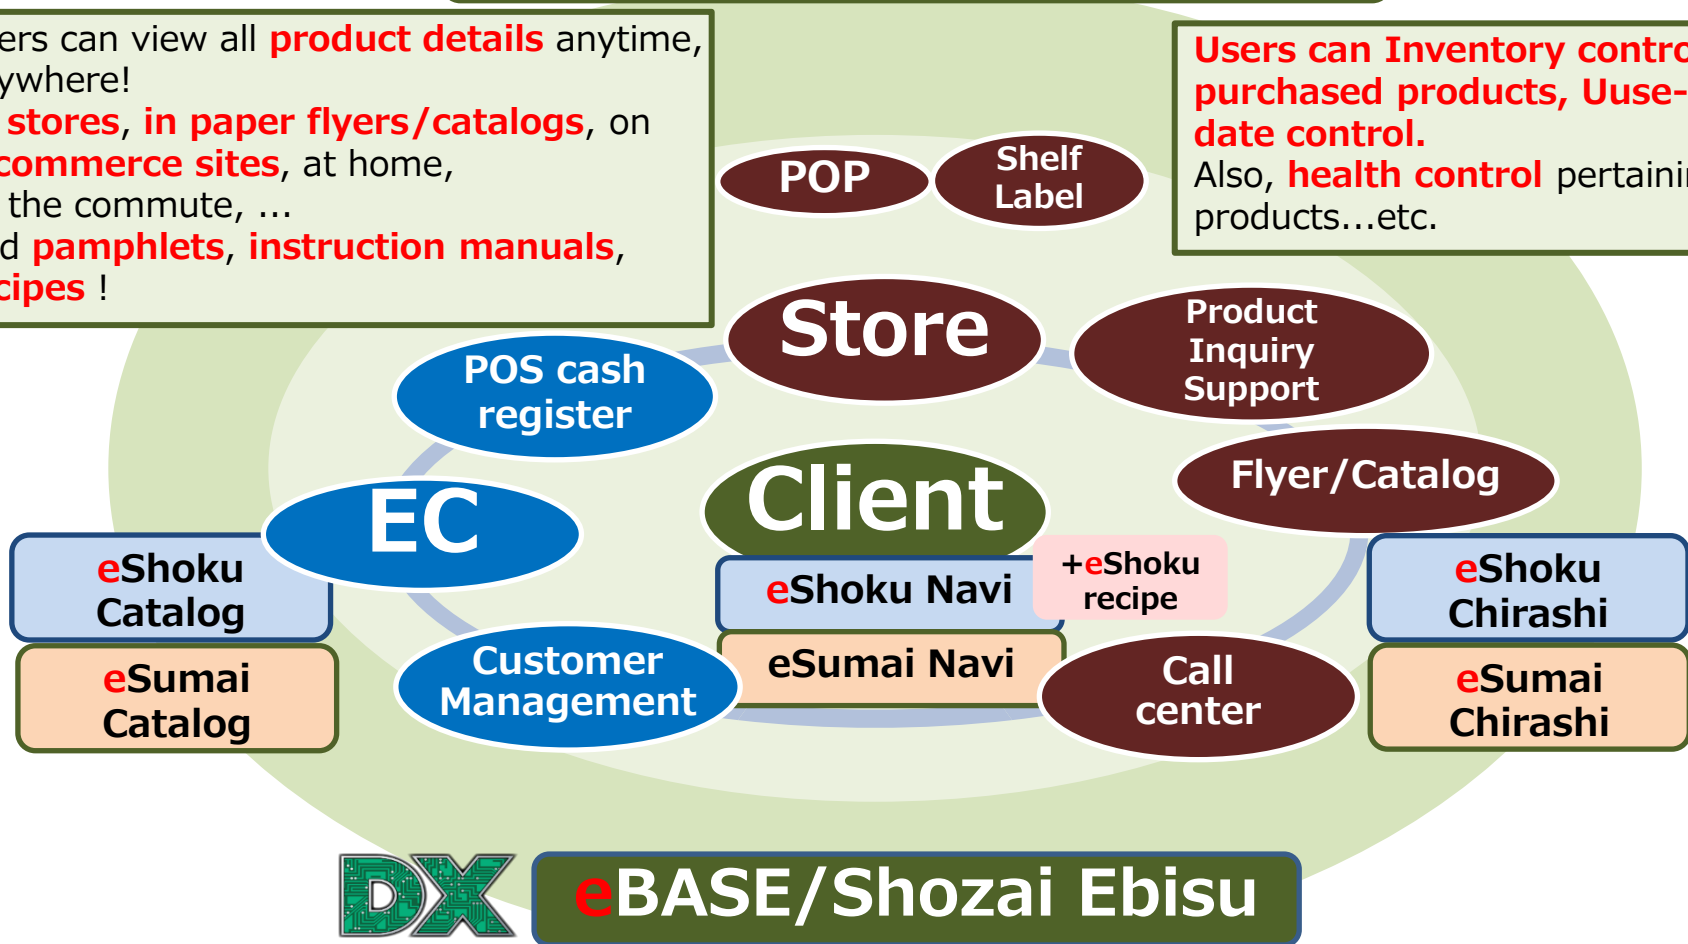 ers can view all product details anytime,
ywhere!
stores, in paper flyers/catalogs, on
commerce sites, at home,
the commute, ...
d pamphlets, instruction manuals,
cipes !
Users can Inventory contro
purchased products, Uuse-
date control.
Also, health control pertainin
products...etc.
POP
Shelf
Label
Store
Product
Inquiry
Support
POS cash
register
Flyer/Catalog
Client
EC
eShoku
Catalog
eSumai
Catalog
eShoku Navi
+eShoku
recipe
eSumai Navi
Customer
Management
Call
center
eShoku
Chirashi
eSumai
Chirashi
DX
eBASE/Shozai Ebisu